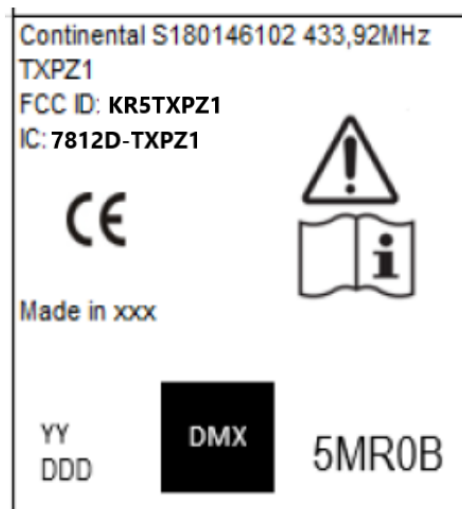 Continental S180146102 433,92MHz
TXPZ1
FCC ID: KR5TXPZ1
IC: 7812D-TXPZ1
CE
Made in xxx
YY
DDD
DMX
5MR0B